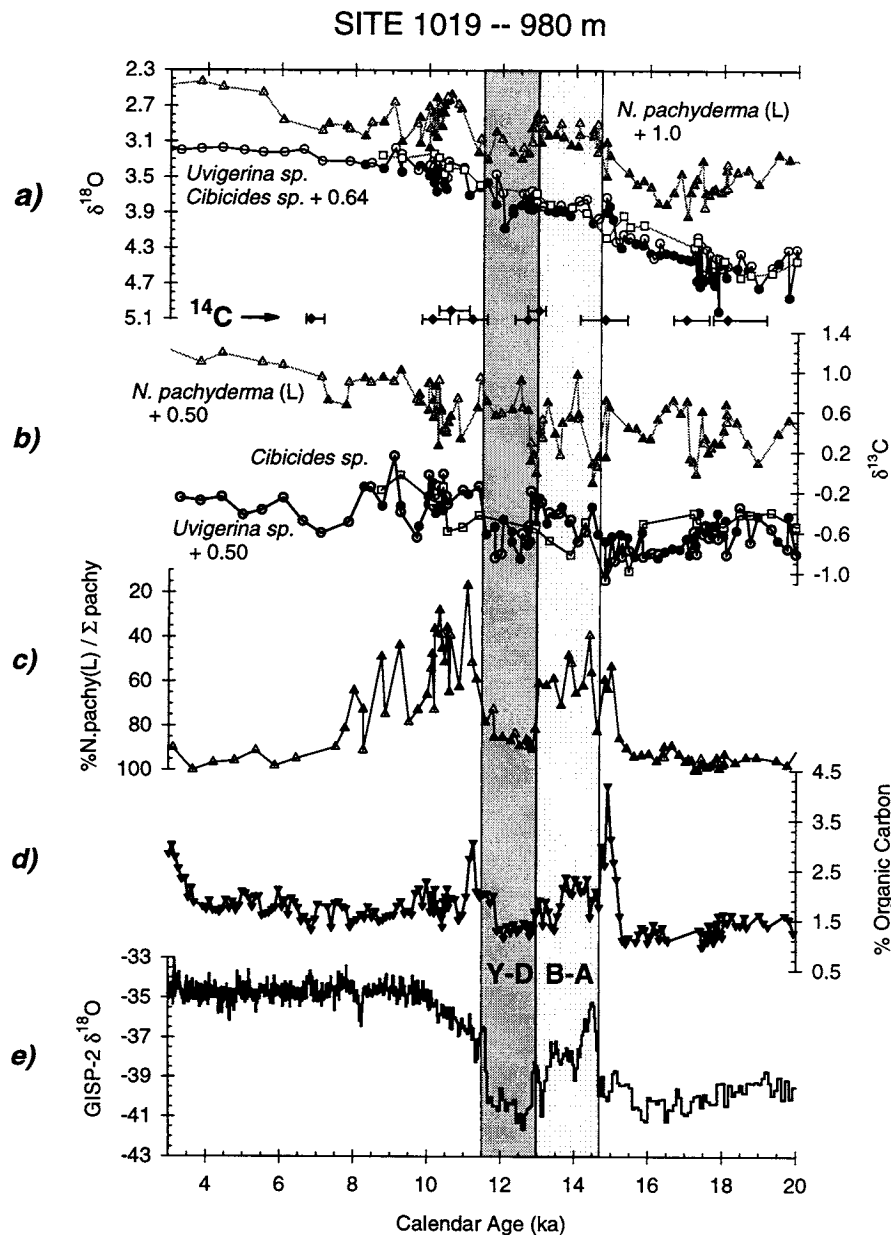 SITE 1019 -- 980 m
a)
δ18O
2.3
2.7
3.1
3.5
3.9
4.3
4.7
5.1
N. pachyderma (L)
+ 1.0
Uvigerina sp.
Cibicides sp. + 0.64
14C
b)
N. pachyderma (L)
+ 0.50
Cibicides sp.
Uvigerina sp.
+ 0.50
1.4
1.0
0.6
0.2
-0.2
-0.6
-1.0
δ13C
c)
%N.pachy(L) / Σ pachy
20
40
60
80
100
d)
4.5
3.5
2.5
1.5
0.5
% Organic Carbon
e)
GISP-2 δ18O
-33
-35
-37
-39
-41
-43
Y-D B-A
4 6 8 10 12 14 16 18 20
Calendar Age (ka)